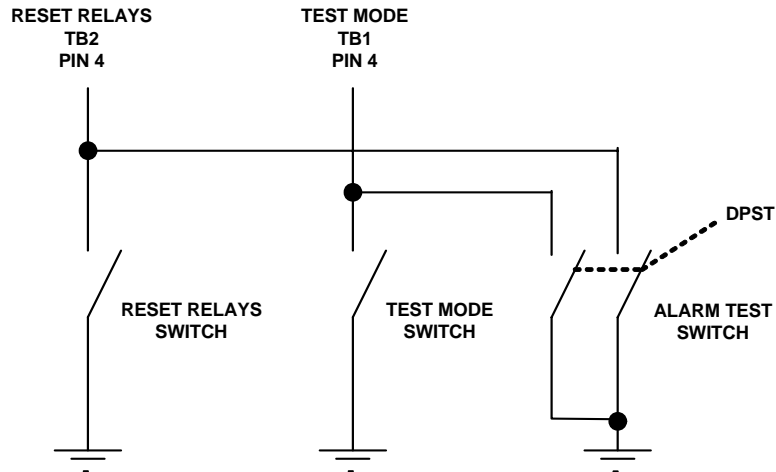 RESET RELAYS
TB2
PIN 4
TEST MODE
TB1
PIN 4
DPST
RESET RELAYS
SWITCH
TEST MODE
SWITCH
ALARM TEST
SWITCH